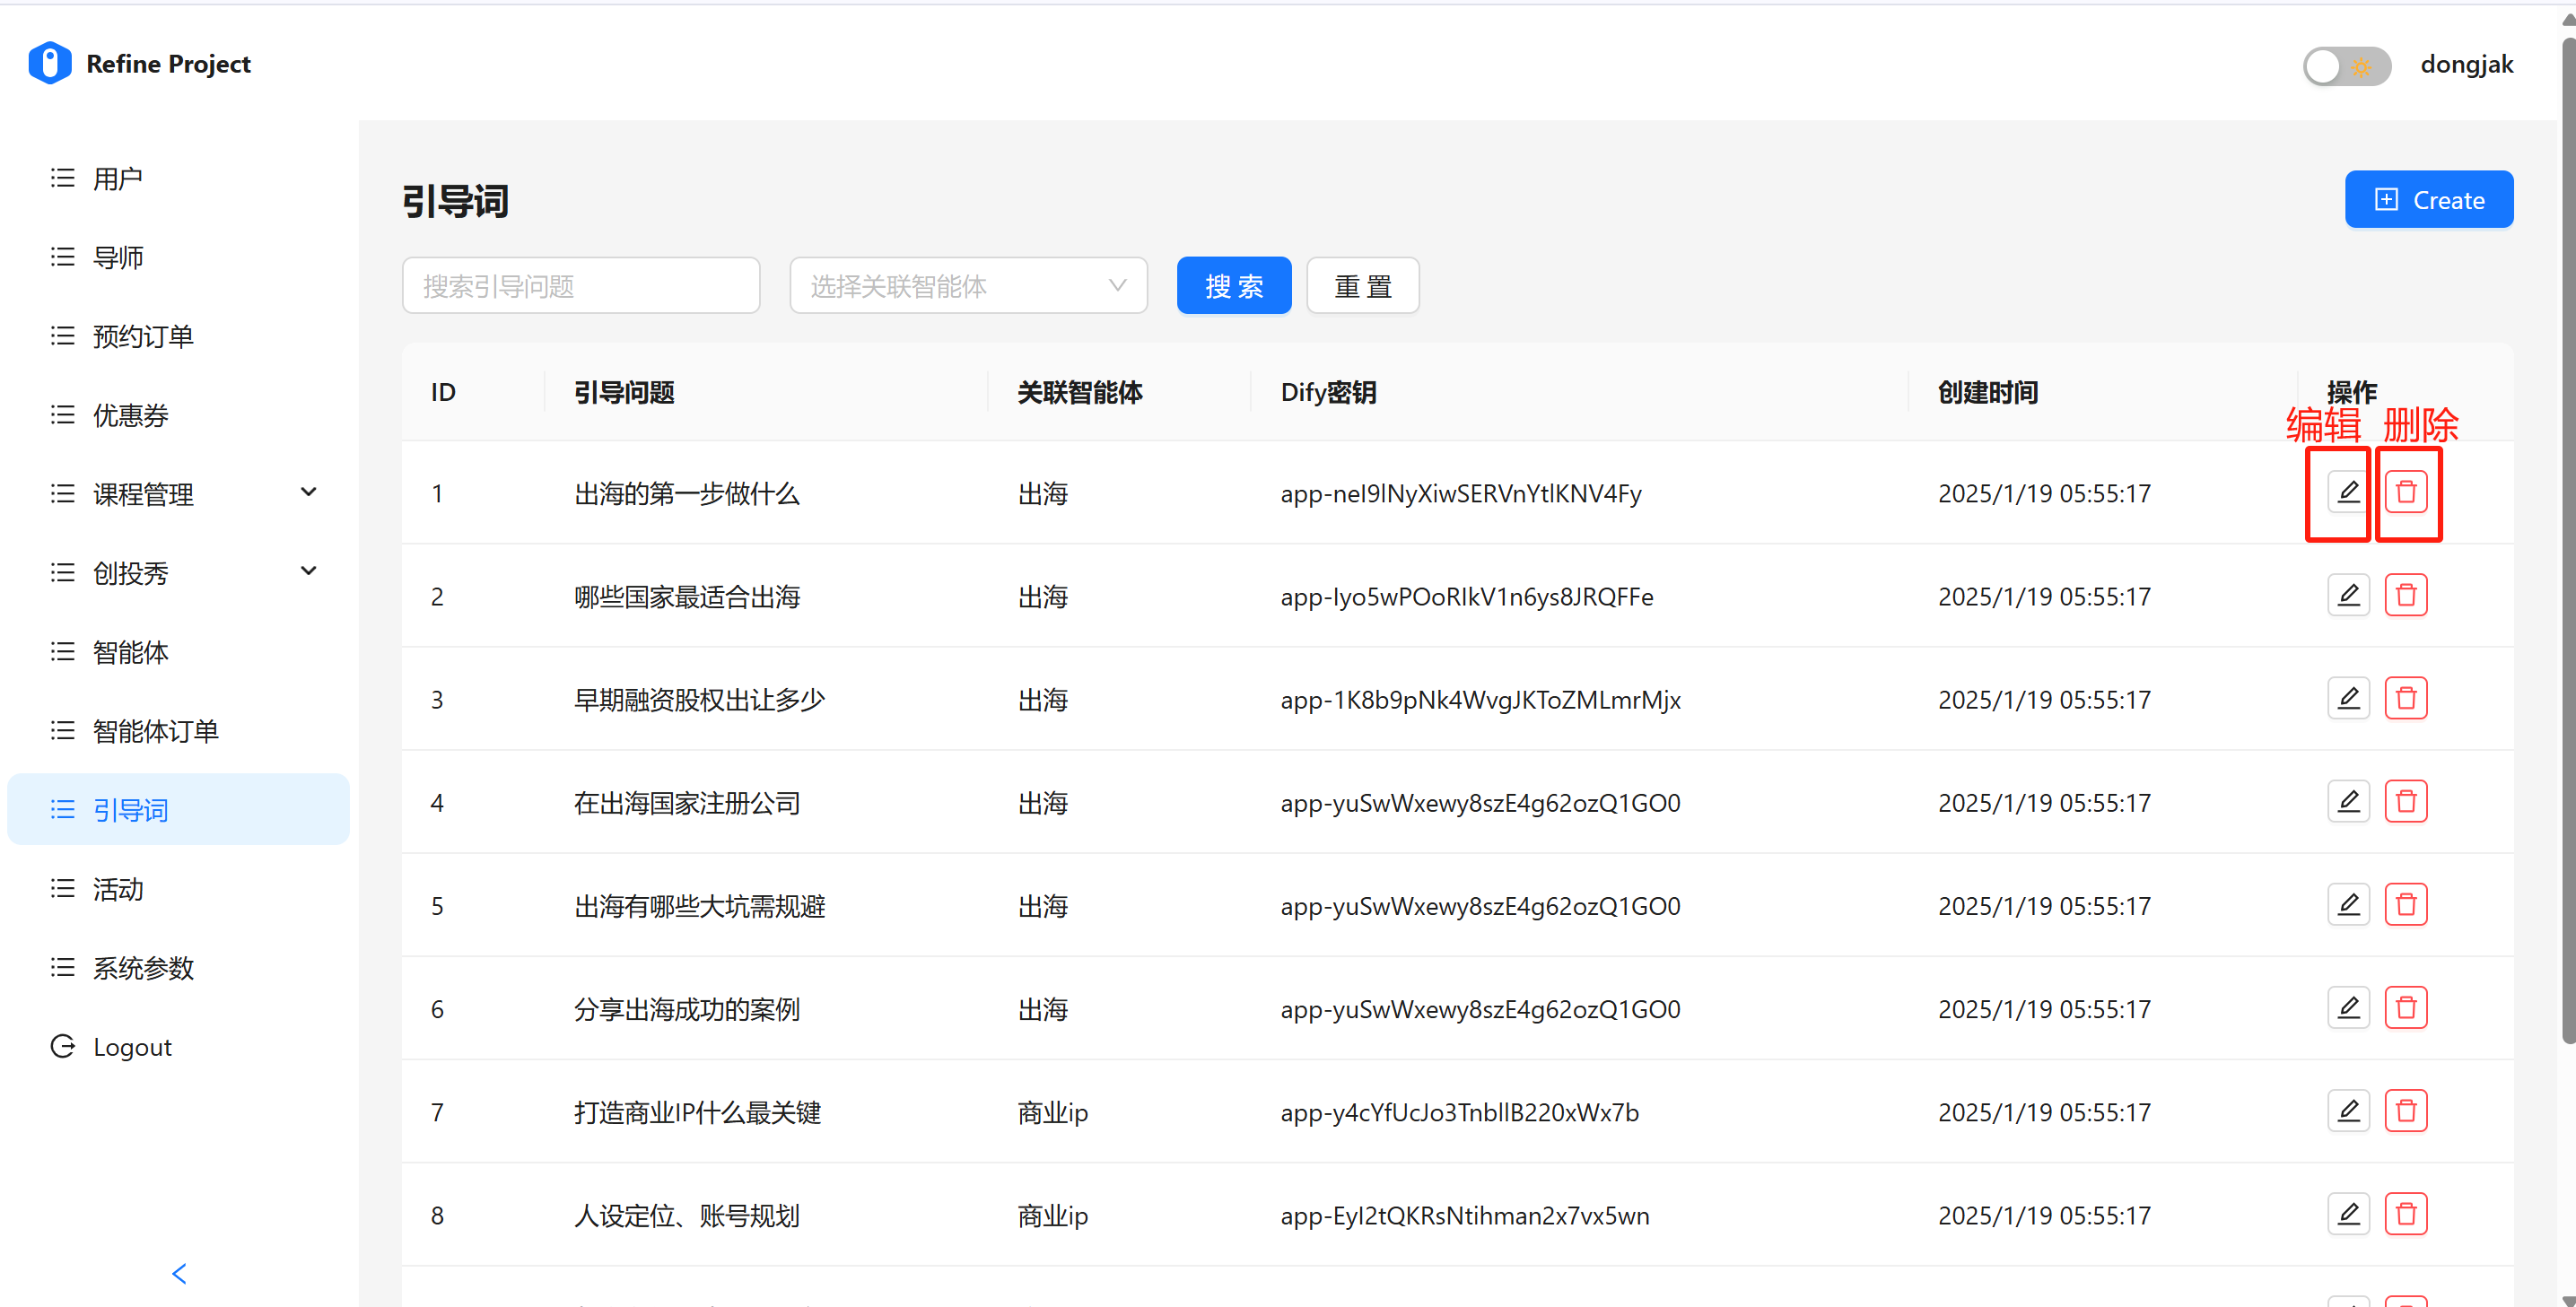 Refine Project
dongjak
用户
导师
预约订单
优惠券
课程管理
创投秀
智能体
智能体订单
引导词
活动
系统参数
Logout
引导词
Create
搜索引导问题 选择关联智能体 搜 索 重 置
ID 引导问题 关联智能体 Dify密钥 创建时间 操作
编辑 删除
1 出海的第一步做什么 出海 app-neI9lNyXiwSERVnYtlKNV4Fy 2025/1/19 05:55:17
2 哪些国家最适合出海 出海 app-lyo5wPOoRlkV1n6ys8JRQFFe 2025/1/19 05:55:17
3 早期融资股权出让多少 出海 app-1K8b9pNk4WvgJKToZMLmrMjx 2025/1/19 05:55:17
4 在出海国家注册公司 出海 app-yuSwWxewy8szE4g62ozQ1GO0 2025/1/19 05:55:17
5 出海有哪些大坑需规避 出海 app-yuSwWxewy8szE4g62ozQ1GO0 2025/1/19 05:55:17
6 分享出海成功的案例 出海 app-yuSwWxewy8szE4g62ozQ1GO0 2025/1/19 05:55:17
7 打造商业IP什么最关键 商业ip app-y4cYfUcJo3TnbllB220xWx7b 2025/1/19 05:55:17
8 人设定位、账号规划 商业ip app-EyI2tQKRsNtihman2x7vx5wn 2025/1/19 05:55:17